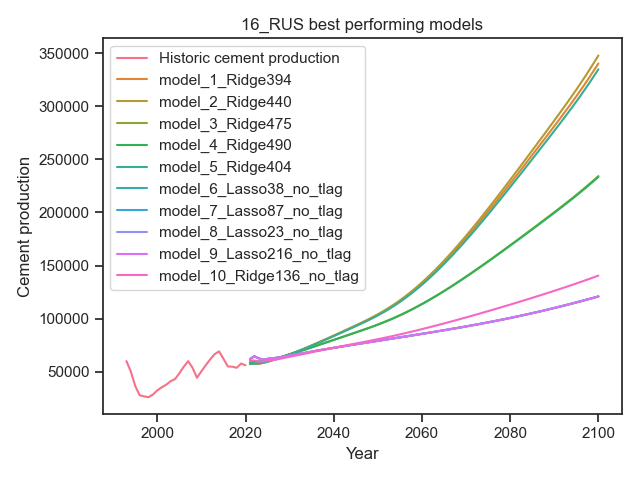 16_RUS best performing models
Cement production
350000
300000
250000
200000
150000
100000
50000
Historic cement production
model_1_Ridge394
model_2_Ridge440
model_3_Ridge475
model_4_Ridge490
model_5_Ridge404
model_6_Lasso38_no_tlag
model_7_Lasso87_no_tlag
model_8_Lasso23_no_tlag
model_9_Lasso216_no_tlag
model_10_Ridge136_no_tlag
2000 2020 2040 2060 2080 2100
Year